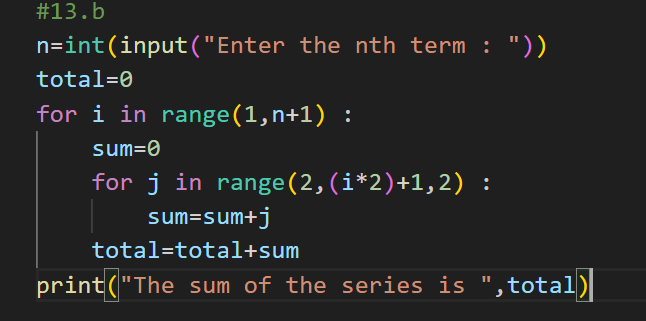 #13.b
n=int(input("Enter the nth term : "))
total=0
for i in range(1,n+1) :
    sum=0
    for j in range(2,(i*2)+1,2) :
        sum=sum+j
    total=total+sum
print("The sum of the series is ",total)